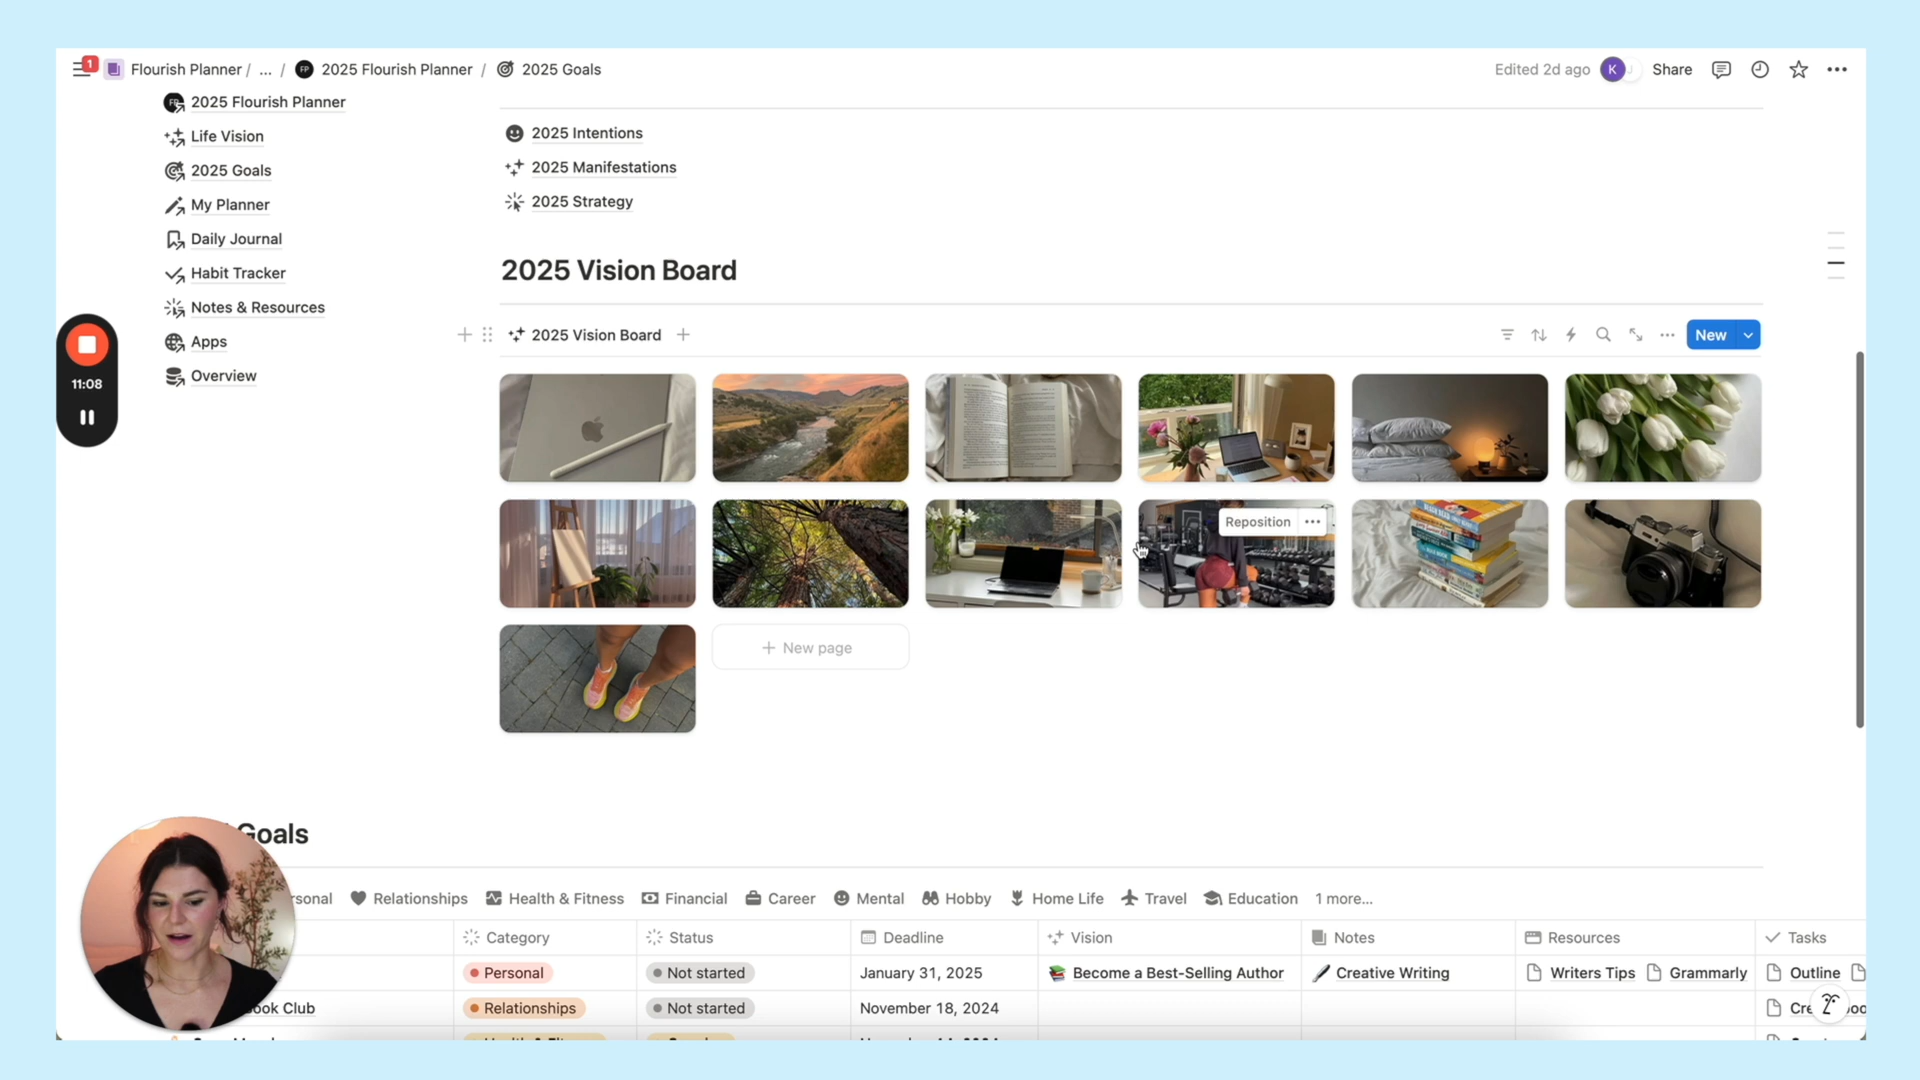 1
Flourish Planner / ... / FP 2025 Flourish Planner / 2025 Goals
Edited 2d ago K Share
2025 Flourish Planner
Life Vision
2025 Goals
My Planner
Daily Journal
Habit Tracker
Notes & Resources
Apps
Overview
2025 Intentions
2025 Manifestations
2025 Strategy
2025 Vision Board
2025 Vision Board
New
11:08
Reposition
New page
Goals
rsonal Relationships Health & Fitness Financial Career Mental Hobby Home Life Travel Education 1 more...
Category Status Deadline Vision Notes Resources Tasks
Personal Not started January 31, 2025 Become a Best-Selling Author Creative Writing Writers Tips Grammarly Outline
ook Club Relationships Not started November 18, 2024